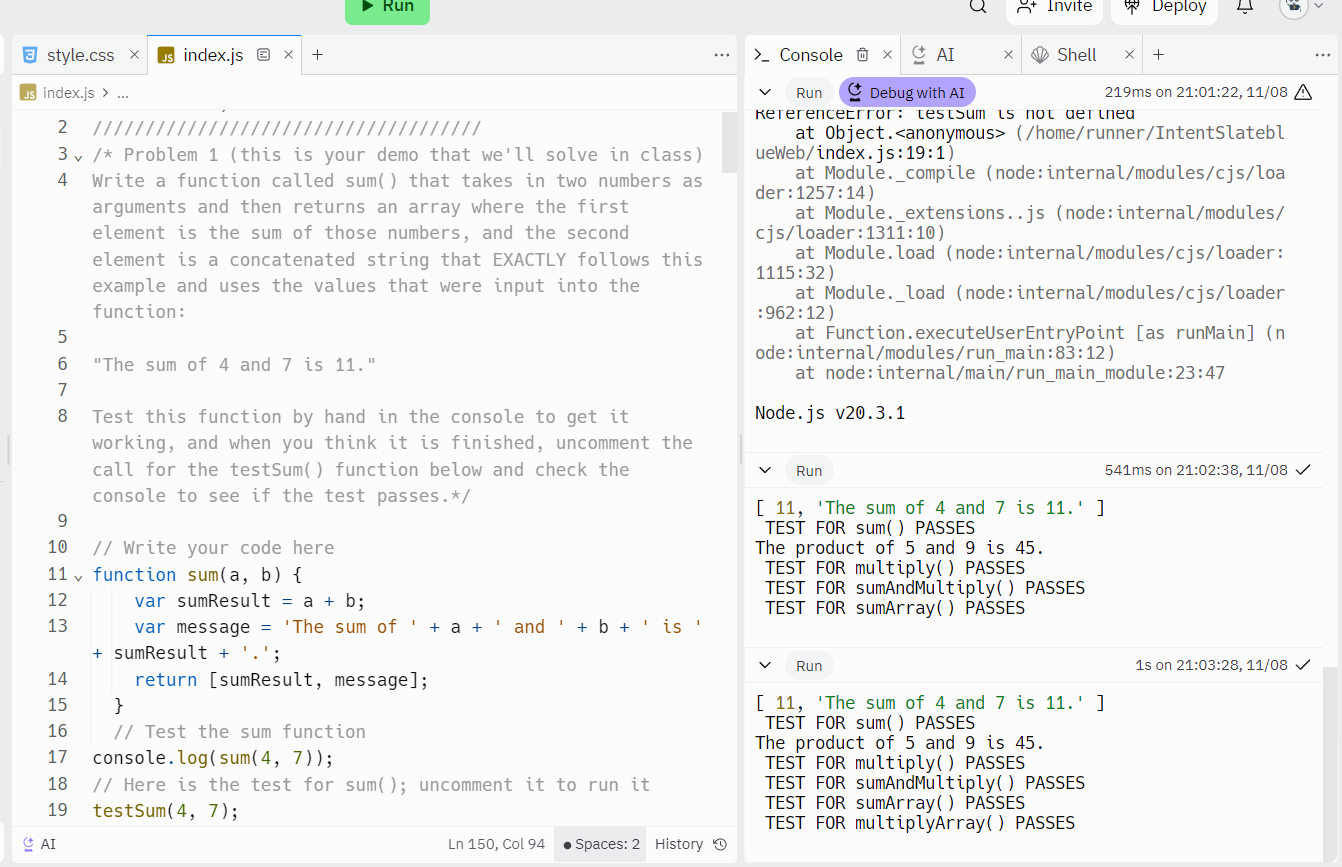 Run
Invite
Deploy
style.css
index.js
Console
AI
Shell
index.js > ...
Run
Debug with AI
219ms on 21:01:22, 11/08
2 /////////////////////////////////////
3 /* Problem 1 (this is your demo that we'll solve in class)
4 Write a function called sum() that takes in two numbers as
arguments and then returns an array where the first
element is the sum of those numbers, and the second
element is a concatenated string that EXACTLY follows this
example and uses the values that were input into the
function:
5
6 "The sum of 4 and 7 is 11."
7
8 Test this function by hand in the console to get it
working, and when you think it is finished, uncomment the
call for the testSum() function below and check the
console to see if the test passes.*/
9
10 // Write your code here
11 function sum(a, b) {
12 var sumResult = a + b;
13 var message = 'The sum of ' + a + ' and ' + b + ' is '
+ sumResult + '.';
14 return [sumResult, message];
15 }
16 // Test the sum function
17 console.log(sum(4, 7));
18 // Here is the test for sum(); uncomment it to run it
19 testSum(4, 7);
AI
Ln 150, Col 94
Spaces: 2
History
ReferenceError: testSum is not defined
at Object.<anonymous> (/home/runner/IntentSlatebl
ueWeb/index.js:19:1)
at Module._compile (node:internal/modules/cjs/loa
der:1257:14)
at Module._extensions..js (node:internal/modules/
cjs/loader:1311:10)
at Module.load (node:internal/modules/cjs/loader:
1115:32)
at Module._load (node:internal/modules/cjs/loader
:962:12)
at Function.executeUserEntryPoint [as runMain] (n
ode:internal/modules/run_main:83:12)
at node:internal/main/run_main_module:23:47
Node.js v20.3.1
Run
541ms on 21:02:38, 11/08
[ 11, 'The sum of 4 and 7 is 11.' ]
TEST FOR sum() PASSES
The product of 5 and 9 is 45.
TEST FOR multiply() PASSES
TEST FOR sumAndMultiply() PASSES
TEST FOR sumArray() PASSES
Run
1s on 21:03:28, 11/08
[ 11, 'The sum of 4 and 7 is 11.' ]
TEST FOR sum() PASSES
The product of 5 and 9 is 45.
TEST FOR multiply() PASSES
TEST FOR sumAndMultiply() PASSES
TEST FOR sumArray() PASSES
TEST FOR multiplyArray() PASSES